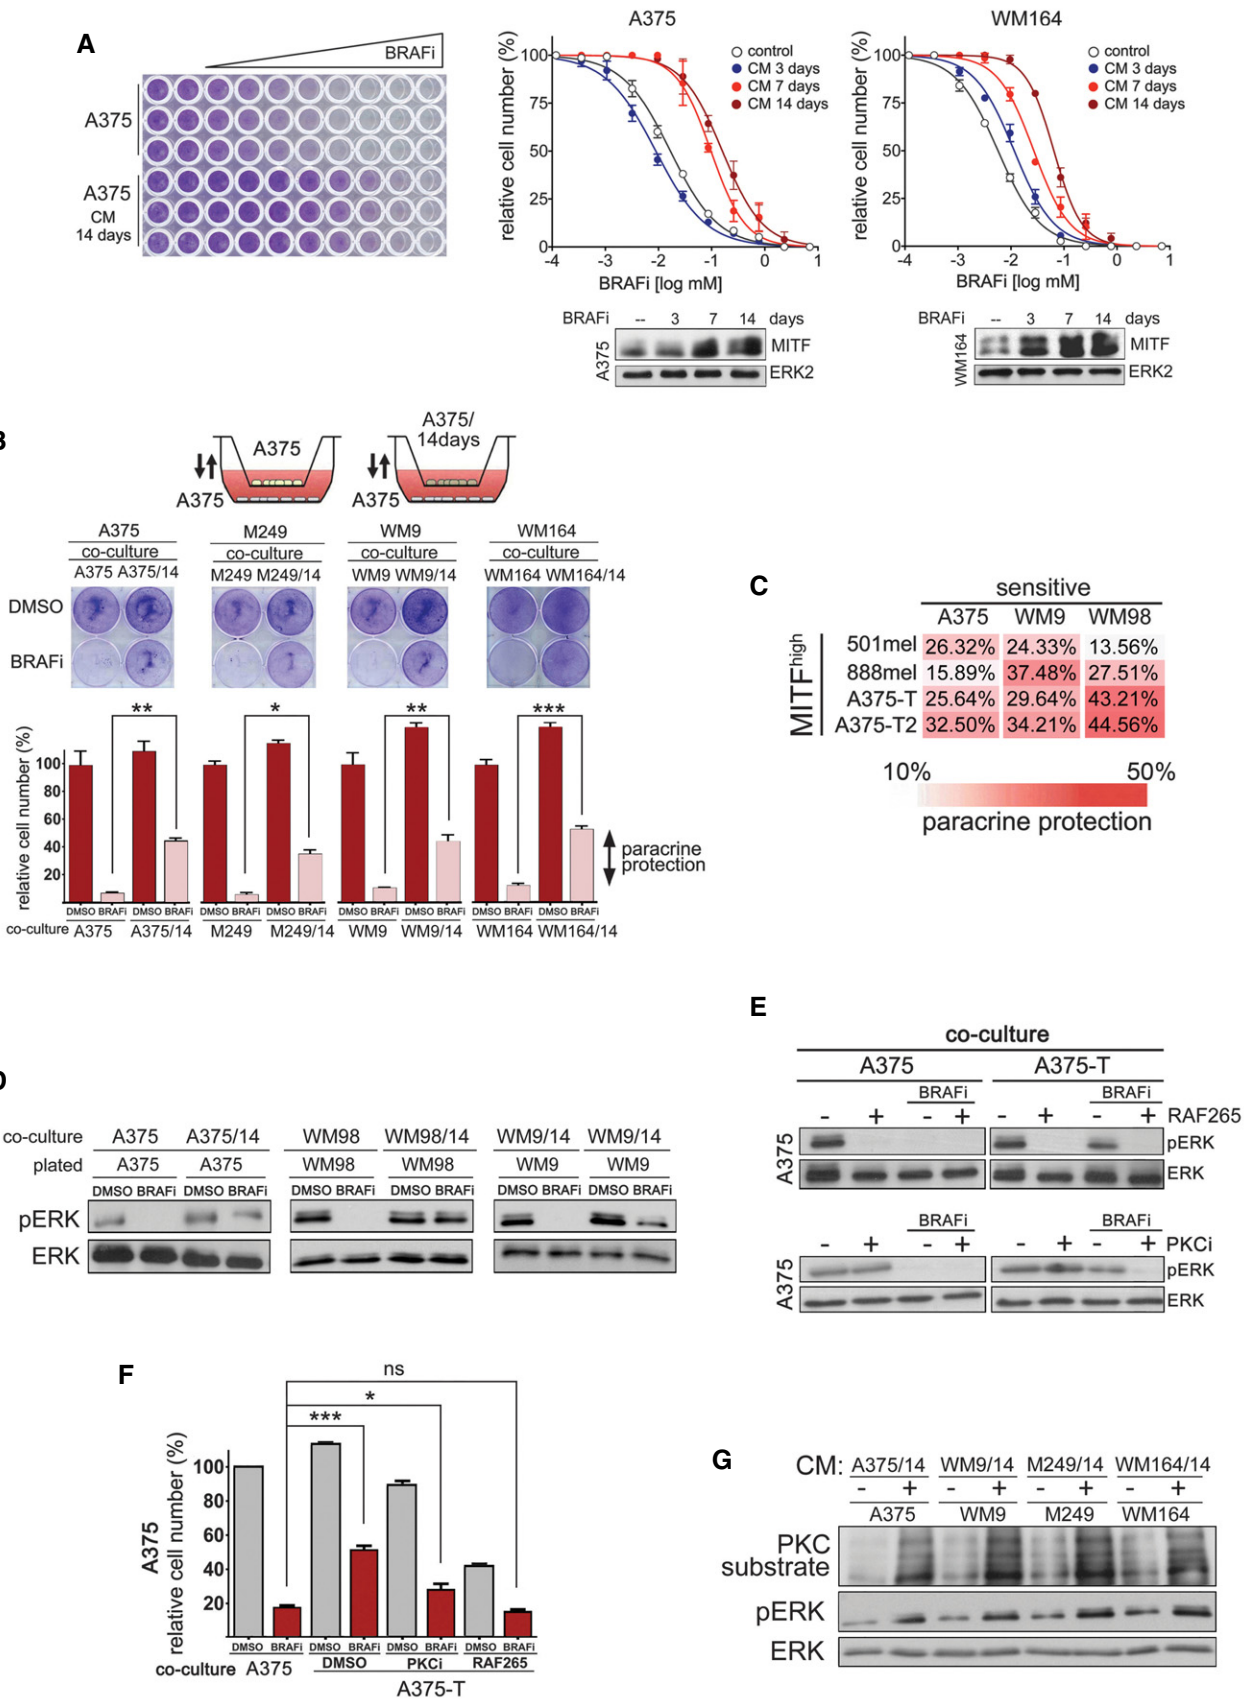 A
BRAFi
A375
A375
CM
14 days
A375
relative cell number (%)
100
75
50
25
0
-4 -3 -2 -1 0 1
BRAFi [log mM]
control
CM 3 days
CM 7 days
CM 14 days
BRAFi -- 3 7 14 days
A375
MITF
ERK2
WM164
relative cell number (%)
100
75
50
25
0
-4 -3 -2 -1 0 1
BRAFi [log mM]
control
CM 3 days
CM 7 days
CM 14 days
BRAFi -- 3 7 14 days
WM164
MITF
ERK2
A375
A375
A375/
14days
A375
A375 M249 WM9 WM164
co-culture co-culture co-culture co-culture
A375 A375/14 M249 M249/14 WM9 WM9/14 WM164 WM164/14
DMSO
BRAFi
** * ** ***
relative cell number (%)
100
80
60
40
20
paracrine
protection
DMSO BRAFi DMSO BRAFi DMSO BRAFi DMSO BRAFi DMSO BRAFi DMSO BRAFi DMSO BRAFi DMSO BRAFi
co-culture A375 A375/14 M249 M249/14 WM9 WM9/14 WM164 WM164/14
C
sensitive
A375 WM9 WM98
MITFhigh
501mel 26.32% 24.33% 13.56%
888mel 15.89% 37.48% 27.51%
A375-T 25.64% 29.64% 43.21%
A375-T2 32.50% 34.21% 44.56%
10% 50%
paracrine protection
co-culture A375 A375/14 WM98 WM98/14 WM9/14 WM9/14
plated A375 A375 WM98 WM98 WM9 WM9
DMSO BRAFi DMSO BRAFi DMSO BRAFi DMSO BRAFi DMSO BRAFi DMSO BRAFi
pERK
ERK
E
co-culture
A375 A375-T
BRAFi BRAFi
- + - + - + - + RAF265
A375
pERK
ERK
BRAFi BRAFi
- + - + - + - + PKCi
A375
pERK
ERK
F
ns
*
***
A375
relative cell number (%)
100
80
60
40
20
DMSO BRAFi DMSO BRAFi DMSO BRAFi DMSO BRAFi
co-culture A375 DMSO PKCi RAF265
A375-T
G
CM: A375/14 WM9/14 M249/14 WM164/14
- + - + - + - +
A375 WM9 M249 WM164
PKC
substrate
pERK
ERK